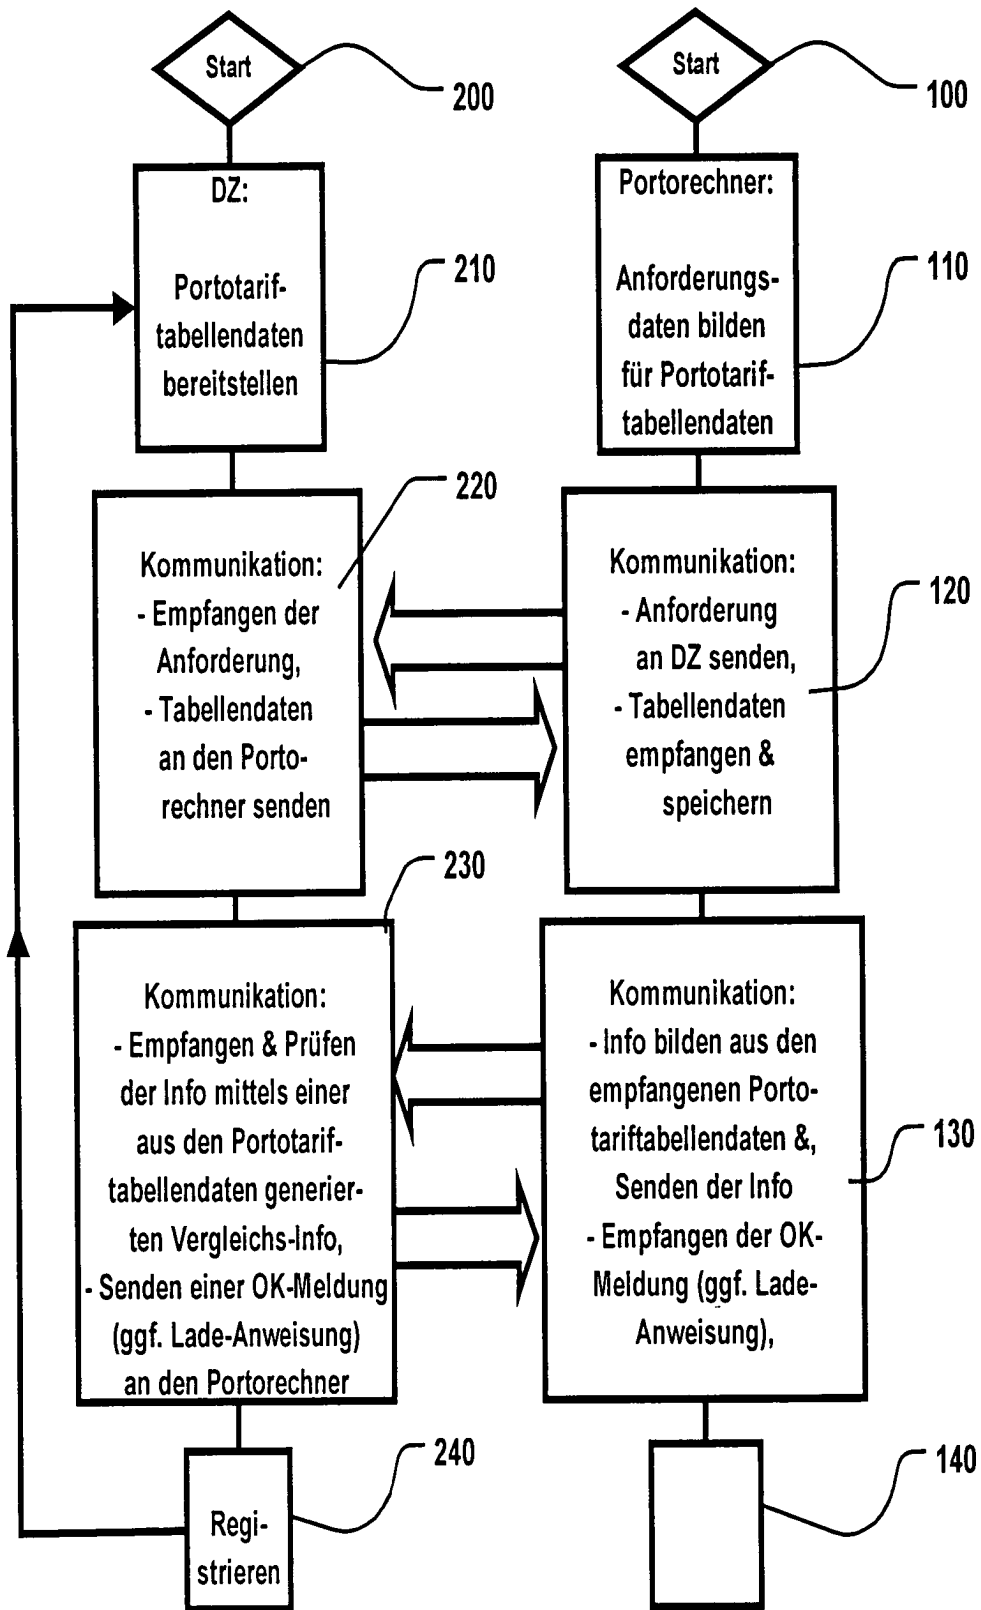 Start
200
DZ:
Portotarif-
tabellendaten
bereitstellen
210
Kommunikation:
- Empfangen der
Anforderung,
- Tabellendaten
an den Porto-
rechner senden
220
Kommunikation:
- Empfangen & Prüfen
der Info mittels einer
aus den Portotarif-
tabellendaten generier-
ten Vergleichs-Info,
- Senden einer OK-Meldung
(ggf. Lade-Anweisung)
an den Portorechner
230
Regi-
strieren
240
Start
100
Portorechner:
Anforderungs-
daten bilden
für Portotarif-
tabellendaten
110
Kommunikation:
- Anforderung
an DZ senden,
- Tabellendaten
empfangen &
speichern
120
Kommunikation:
- Info bilden aus den
empfangenen Porto-
tariftabellendaten &,
Senden der Info
- Empfangen der OK-
Meldung (ggf. Lade-
Anweisung),
130
140